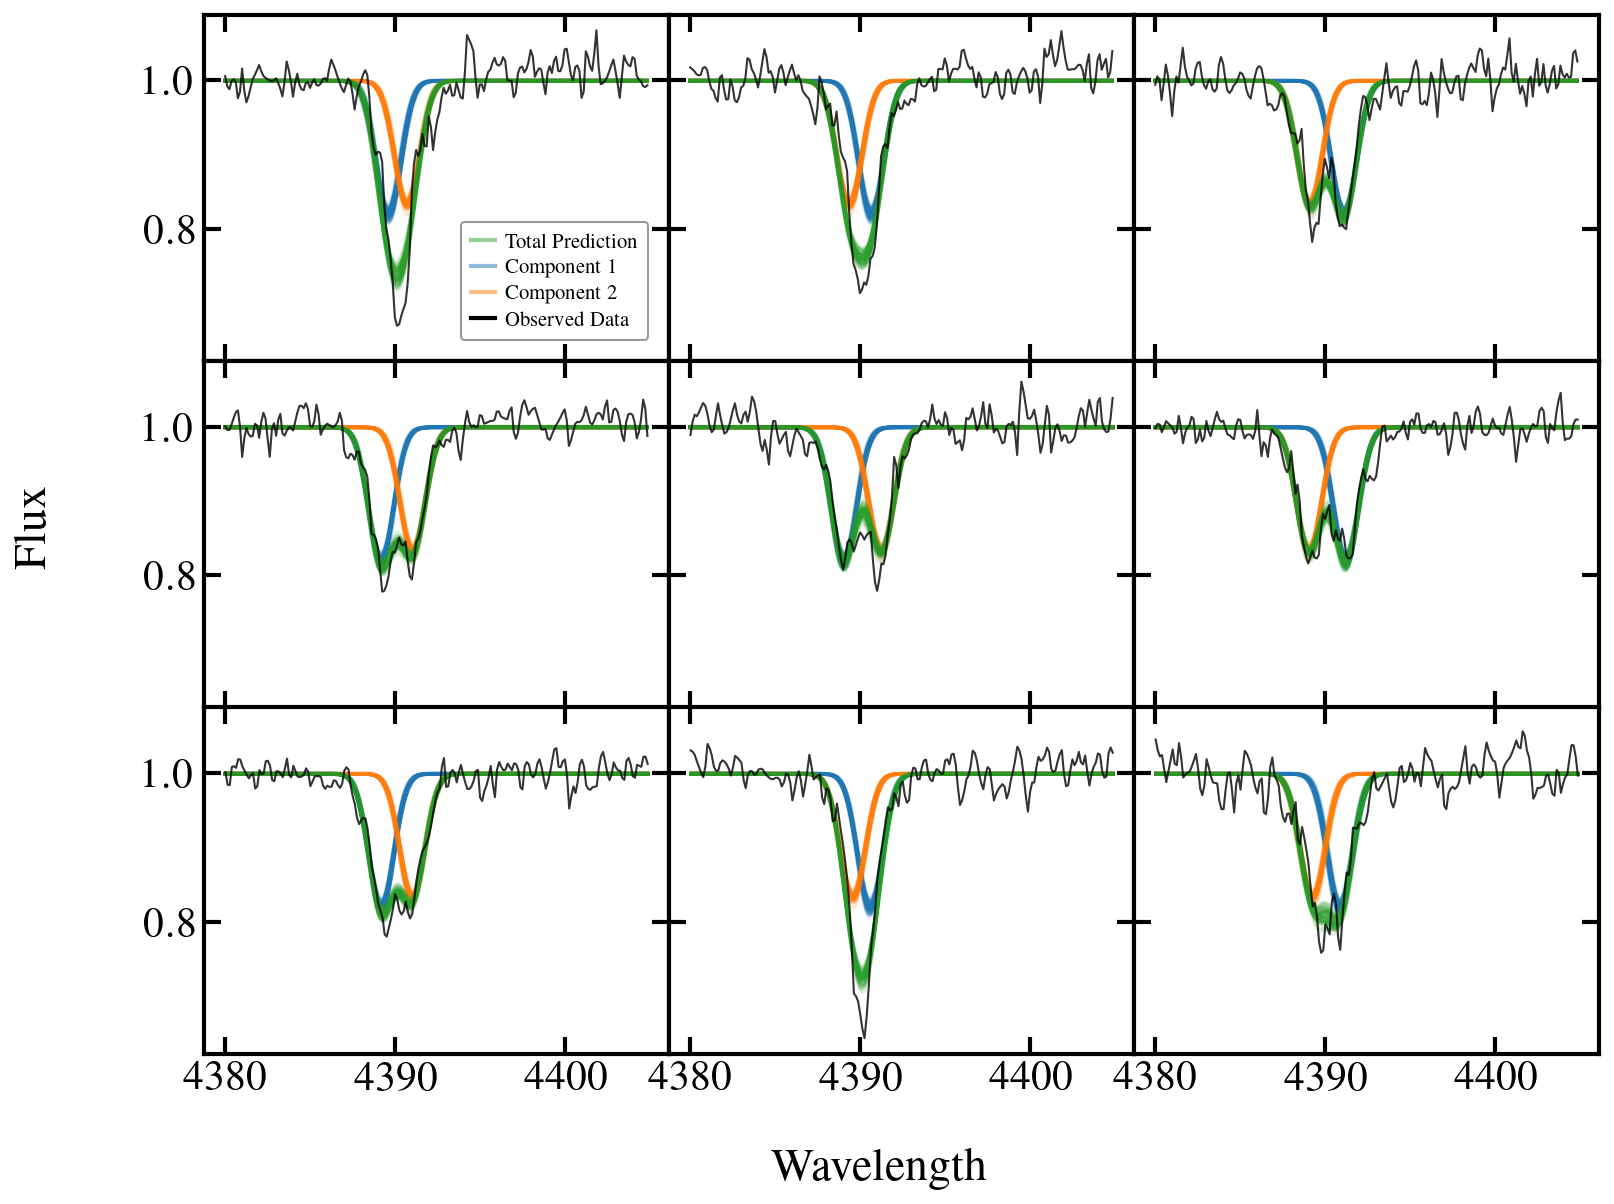 1.0
0.8
Total Prediction
Component 1
Component 2
Observed Data
Flux
1.0
0.8
1.0
0.8
4380 4390 4400 4380 4390 4400 4380 4390 4400
Wavelength